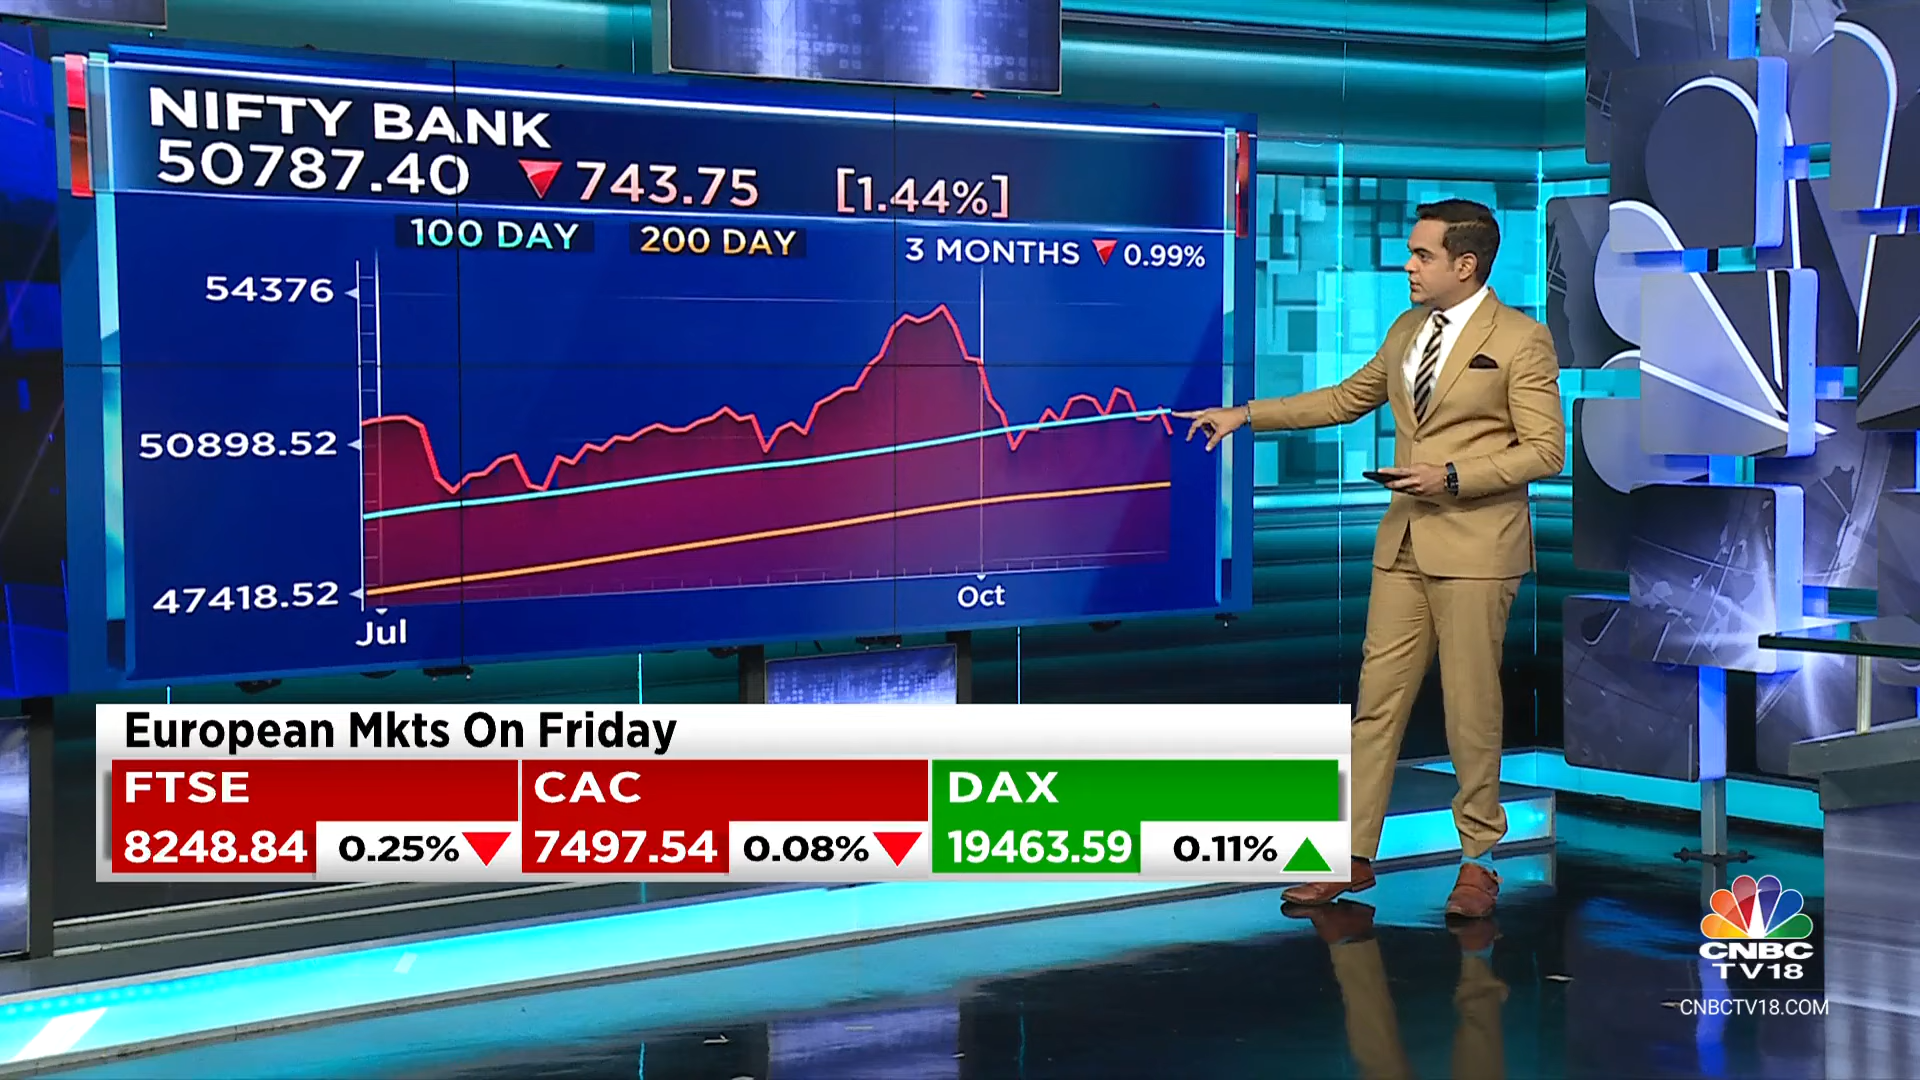 NIFTY BANK
50787.40 ▼ 743.75 [1.44%]
100 DAY 200 DAY
3 MONTHS ▼ 0.99%
54376
50898.52
47418.52
Jul
Oct
European Mkts On Friday
FTSE
8248.84 0.25% ▼
CAC
7497.54 0.08% ▼
DAX
19463.59 0.11% ▲
CNBC
TV18
CNBCTV18.COM